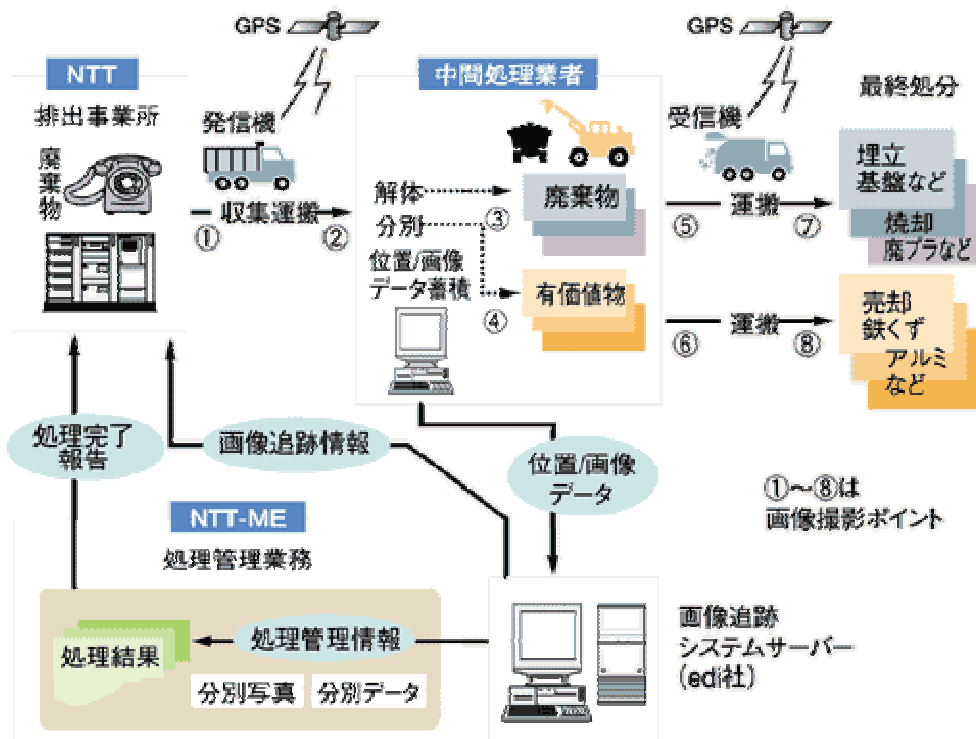 GPS
GPS
NTT
排出事業所
廃棄物
発信機
① 収集運搬 ②
中間処理業者
解体
分別
③
廃棄物
位置/画像
データ蓄積
④
有価値物
受信機
⑤ 運搬 ⑦
⑥ 運搬 ⑧
最終処分
埋立
基盤など
焼却
廃プラなど
売却
鉄くず
アルミ
など
処理完了
報告
画像追跡情報
位置/画像
データ
①～⑧は
画像撮影ポイント
NTT-ME
処理管理業務
処理結果
処理管理情報
分別写真
分別データ
画像追跡
システムサーバー
(edi社)